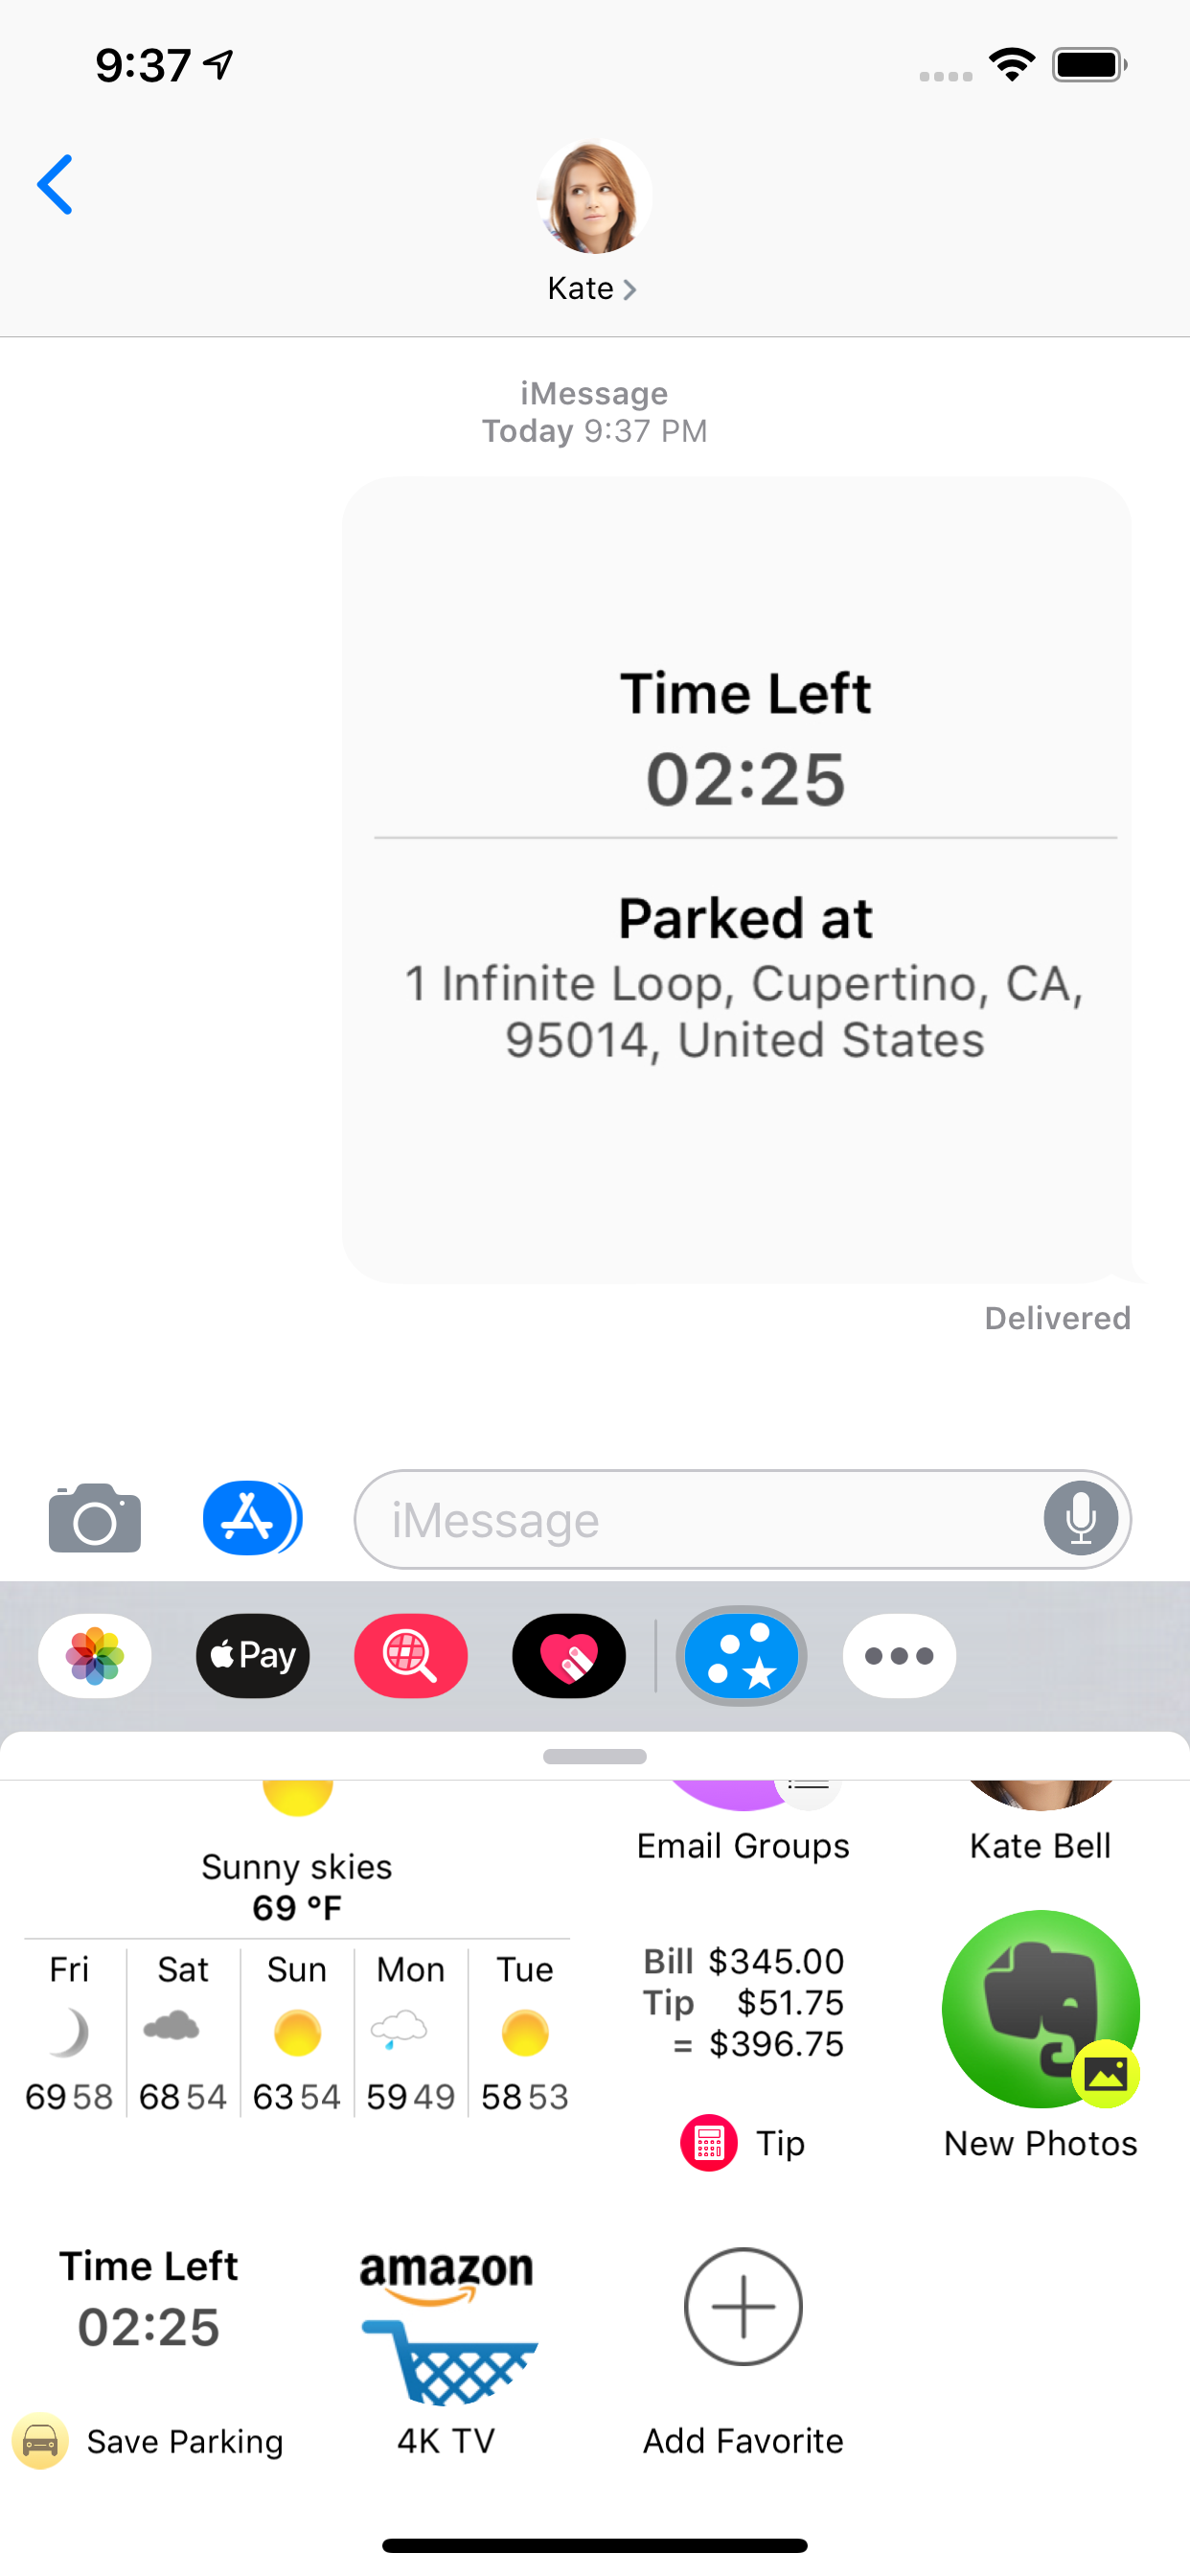 9:37
Kate
iMessage
Today 9:37 PM
Time Left
02:25
Parked at
1 Infinite Loop, Cupertino, CA,
95014, United States
Delivered
iMessage
Pay
Sunny skies
69 °F
Email Groups
Kate Bell
Fri Sat Sun Mon Tue
69 58 68 54 63 54 59 49 58 53
Bill $345.00
Tip $51.75
= $396.75
Tip
New Photos
Time Left
02:25
Save Parking
amazon
4K TV
Add Favorite